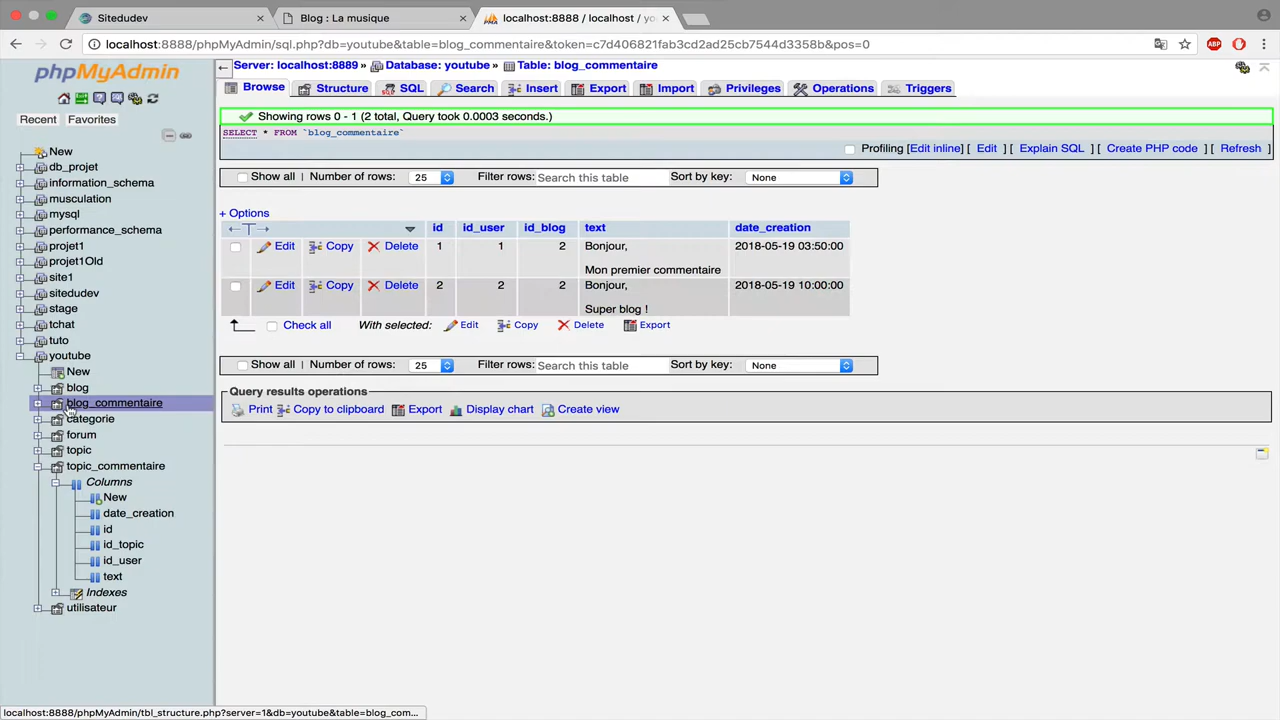 Sitedudev
Blog : La musique
localhost:8888 / localhost / yo
localhost:8888/phpMyAdmin/sql.php?db=youtube&table=blog_commentaire&token=c7d406821fab3cd2ad25cb7544d3358b&pos=0
phpMyAdmin
Recent Favorites
New
db_projet
information_schema
musculation
mysql
performance_schema
projet1
projet1Old
site1
sitedudev
stage
tchat
tuto
youtube
New
blog
blog_commentaire
categorie
forum
topic
topic_commentaire
Columns
New
date_creation
id
id_topic
id_user
text
Indexes
utilisateur
Server: localhost:8889 » Database: youtube » Table: blog_commentaire
Browse Structure SQL Search Insert Export Import Privileges Operations Triggers
Showing rows 0 - 1 (2 total, Query took 0.0003 seconds.)
SELECT * FROM `blog_commentaire`
Profiling [Edit inline] [ Edit ] [ Explain SQL ] [ Create PHP code ] [ Refresh ]
Show all | Number of rows: 25 Filter rows: Search this table Sort by key: None
+ Options
←T→ id id_user id_blog text date_creation
Edit Copy Delete 1 1 2 Bonjour, 2018-05-19 03:50:00
Mon premier commentaire
Edit Copy Delete 2 2 2 Bonjour, 2018-05-19 10:00:00
Super blog !
Check all With selected: Edit Copy Delete Export
Show all | Number of rows: 25 Filter rows: Search this table Sort by key: None
Query results operations
Print Copy to clipboard Export Display chart Create view
localhost:8888/phpMyAdmin/tbl_structure.php?server=1&db=youtube&table=blog_com...